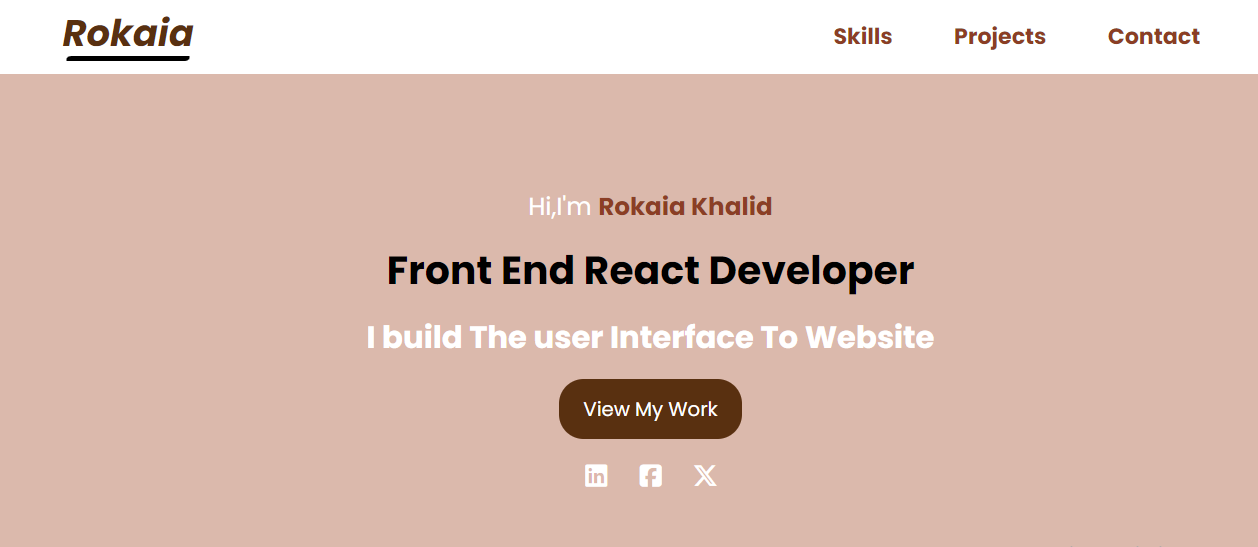 Rokaia
Skills Projects Contact
Hi,I'm Rokaia Khalid
Front End React Developer
I build The user Interface To Website
View My Work
in f X